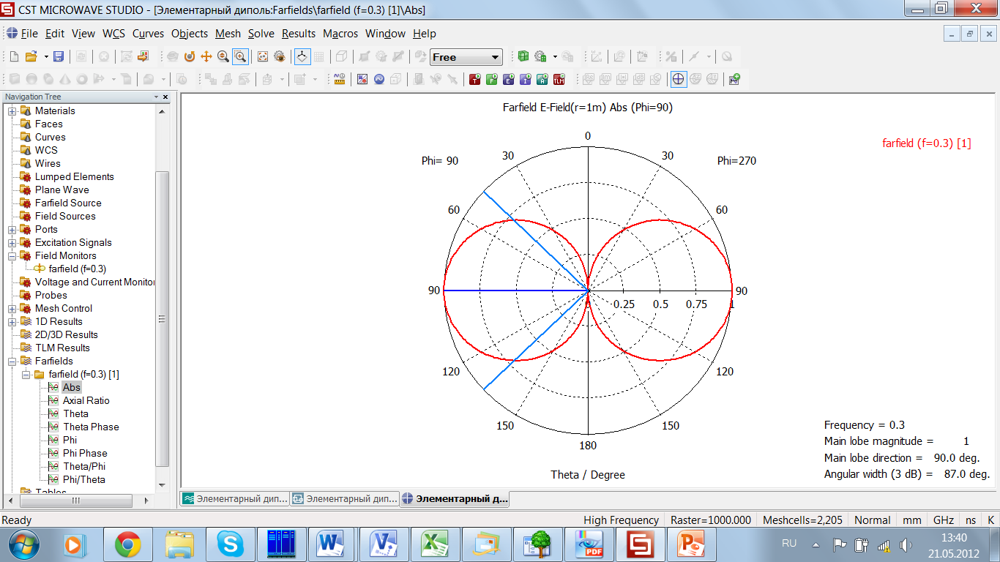 CST MICROWAVE STUDIO - [Элементарный диполь:Farfields\farfield (f=0.3) [1]\Abs]
File Edit View WCS Curves Objects Mesh Solve Results Macros Window Help
Free
T F E I A TLM
Navigation Tree
Materials
Faces
Curves
WCS
Wires
Lumped Elements
Plane Wave
Farfield Source
Field Sources
Ports
Excitation Signals
Field Monitors
farfield (f=0.3)
Voltage and Current Monitor
Probes
Mesh Control
1D Results
2D/3D Results
TLM Results
Farfields
farfield (f=0.3) [1]
Abs
Axial Ratio
Theta
Theta Phase
Phi
Phi Phase
Theta/Phi
Phi/Theta
Tables
Farfield E-Field(r=1m) Abs (Phi=90)
farfield (f=0.3) [1]
0
Phi= 90 30 30 Phi=270
60 60
90 90
0.25 0.5 0.75 1
120 120
150 150
180
Theta / Degree
Frequency = 0.3
Main lobe magnitude = 1
Main lobe direction = 90.0 deg.
Angular width (3 dB) = 87.0 deg.
Элементарный дип... Элементарный дип... Элементарный д...
Ready High Frequency Raster=1000.000 Meshcells=2,205 Normal mm GHz ns K
RU 13:40
21.05.2012